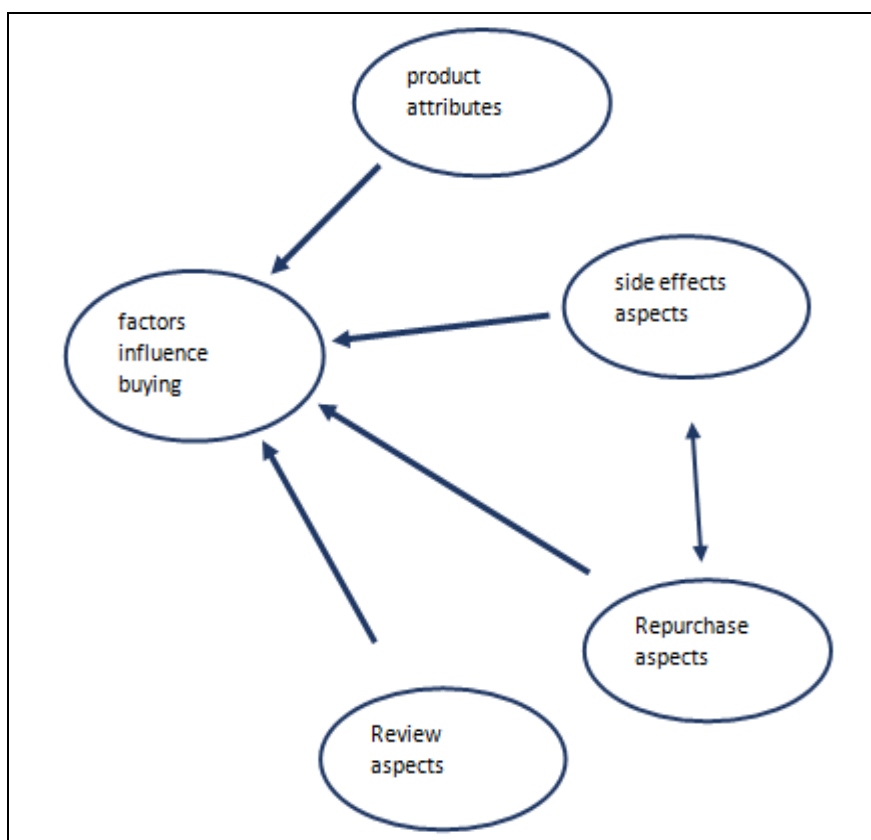 product
attributes
side effects
aspects
factors
influence
buying
Repurchase
aspects
Review
aspects